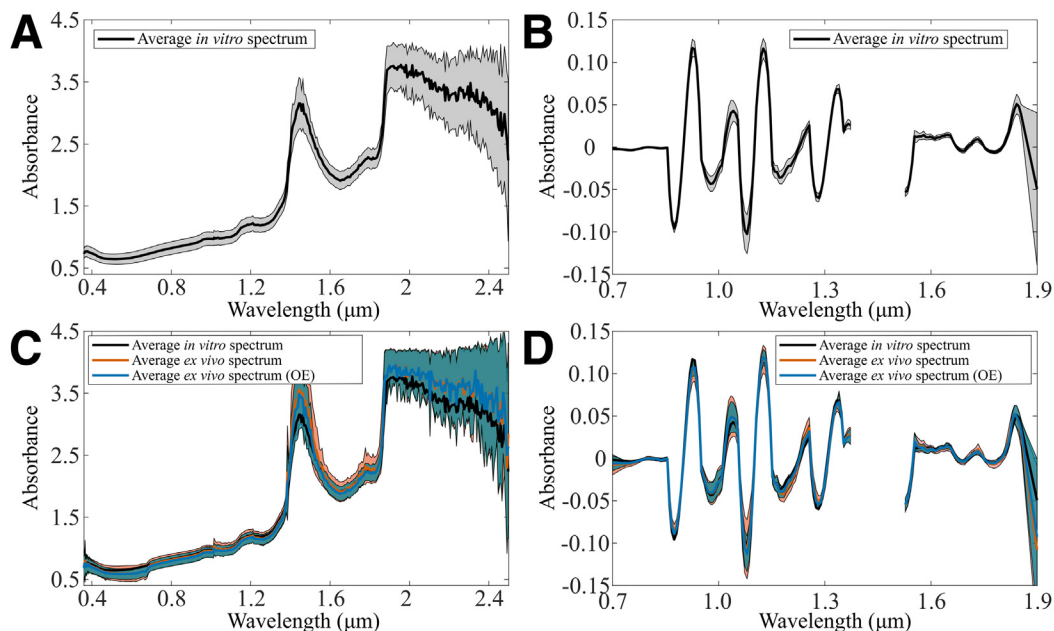 A
Average in vitro spectrum
4.5
3.5
2.5
1.5
0.5
Absorbance
0.4 0.8 1.2 1.6 2 2.4
Wavelength (μm)
B
Average in vitro spectrum
0.15
0.10
0.05
0
-0.05
-0.10
-0.15
Absorbance
0.7 1.0 1.3 1.6 1.9
Wavelength (μm)
C
Average in vitro spectrum
Average ex vivo spectrum
Average ex vivo spectrum (OE)
4.5
3.5
2.5
1.5
0.5
Absorbance
0.4 0.8 1.2 1.6 2 2.4
Wavelength (μm)
D
Average in vitro spectrum
Average ex vivo spectrum
Average ex vivo spectrum (OE)
0.15
0.10
0.05
0
-0.05
-0.10
-0.15
Absorbance
0.7 1.0 1.3 1.6 1.9
Wavelength (μm)